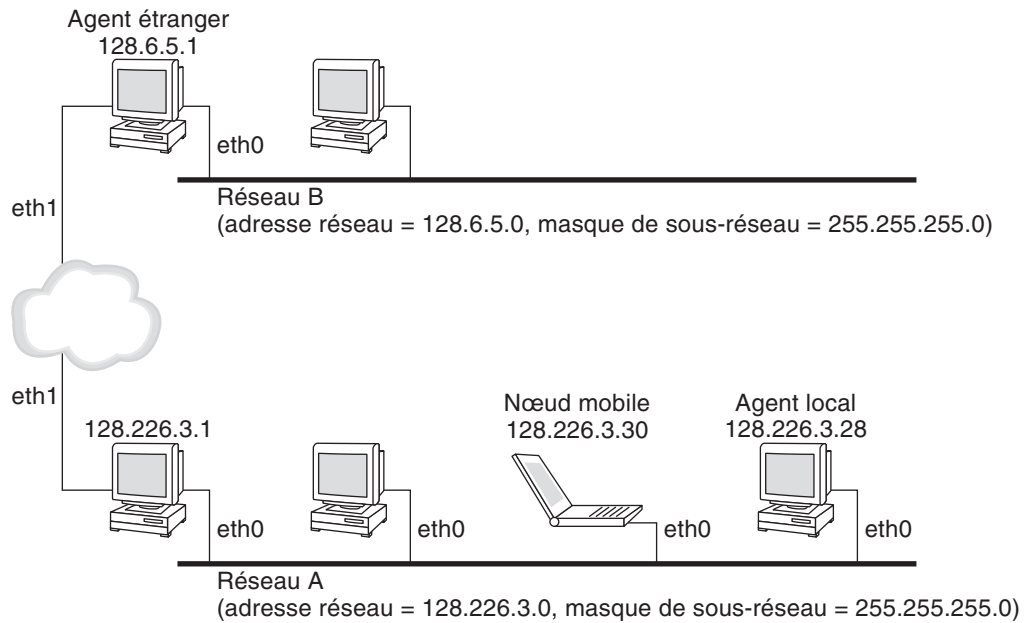 Agent étranger
128.6.5.1
eth0
Réseau B
(adresse réseau = 128.6.5.0, masque de sous-réseau = 255.255.255.0)
eth1
eth1
128.226.3.1
Nœud mobile
128.226.3.30
Agent local
128.226.3.28
eth0
eth0
eth0
eth0
Réseau A
(adresse réseau = 128.226.3.0, masque de sous-réseau = 255.255.255.0)